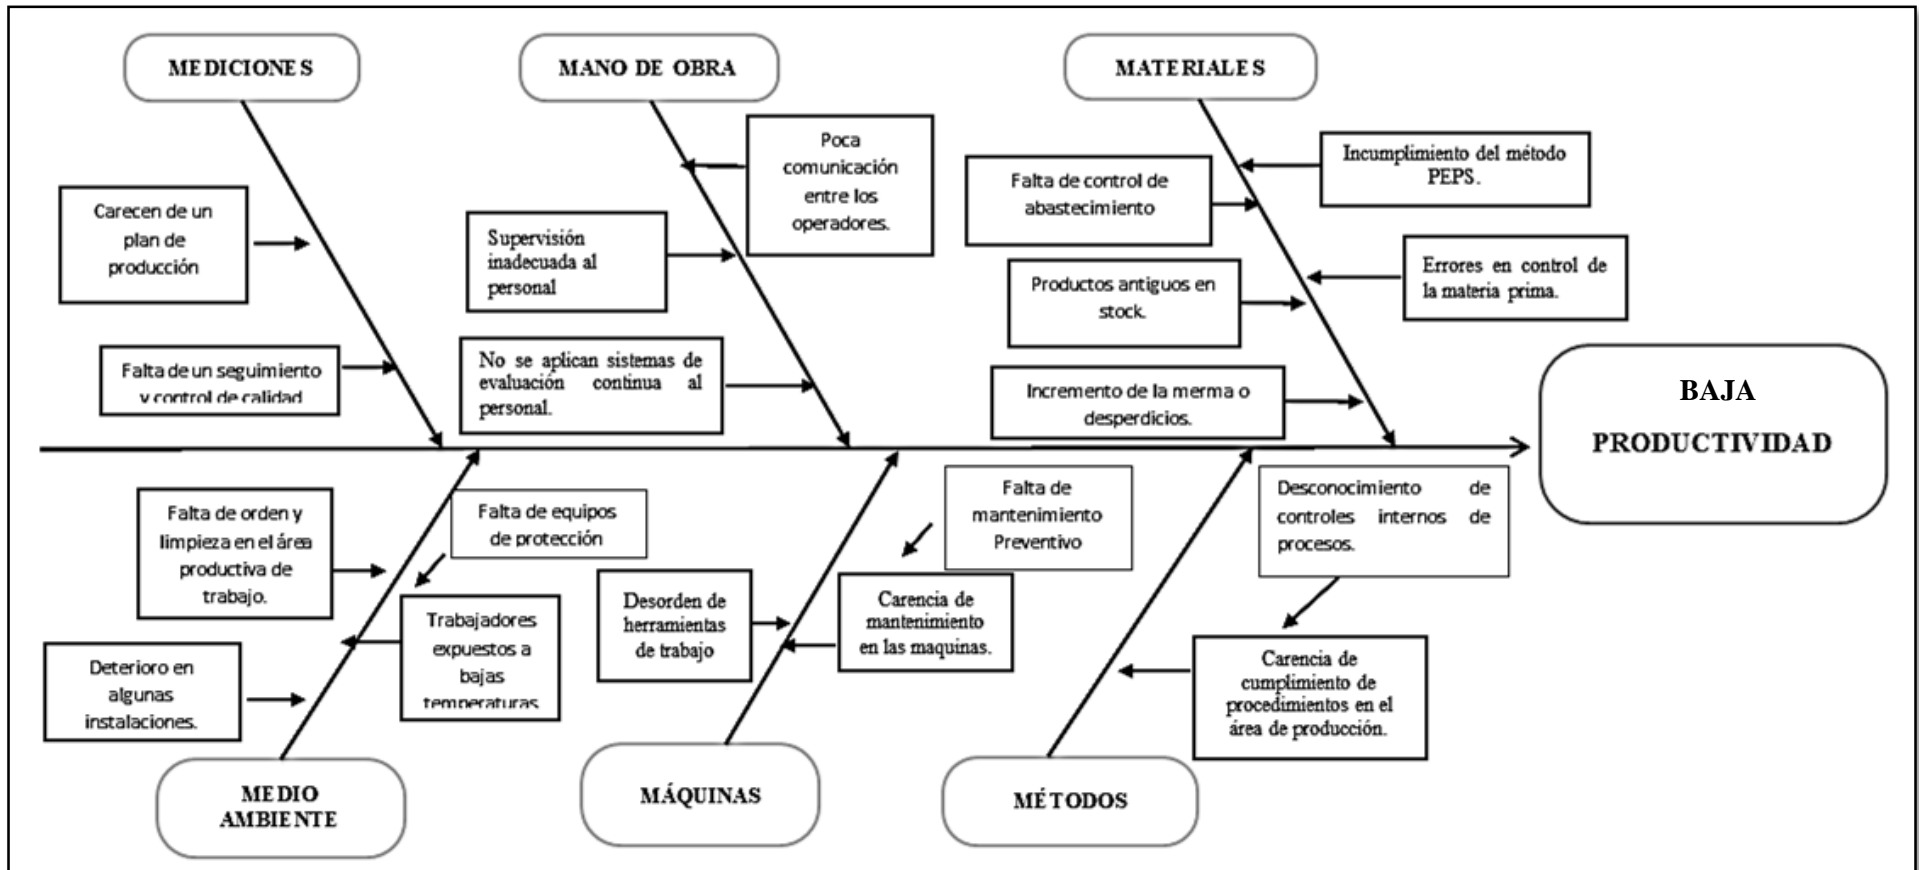 MEDICIONES
MANO DE OBRA
MATERIALES
Carecen de un
plan de
producción
Falta de un seguimiento
y control de calidad
Poca
comunicación
entre los
operadores.
Supervisión
inadecuada al
personal
No se aplican sistemas de
evaluación continua al
personal.
Incumplimiento del método
PEPS.
Falta de control de
abastecimiento
Errores en control de
la materia prima.
Productos antiguos en
stock.
Incremento de la merma o
desperdicios.
BAJA
PRODUCTIVIDAD
Falta de orden y
limpieza en el área
productiva de
trabajo.
Falta de equipos
de protección
Trabajadores
expuestos a
bajas
temperaturas
Deterioro en
algunas
instalaciones.
Falta de
mantenimiento
Preventivo
Desorden de
herramientas
de trabajo
Carencia de
mantenimiento
en las maquinas.
Desconocimiento de
controles internos de
procesos.
Carencia de
cumplimiento de
procedimientos en el
área de producción.
MEDIO
AMBIENTE
MÁQUINAS
MÉTODOS